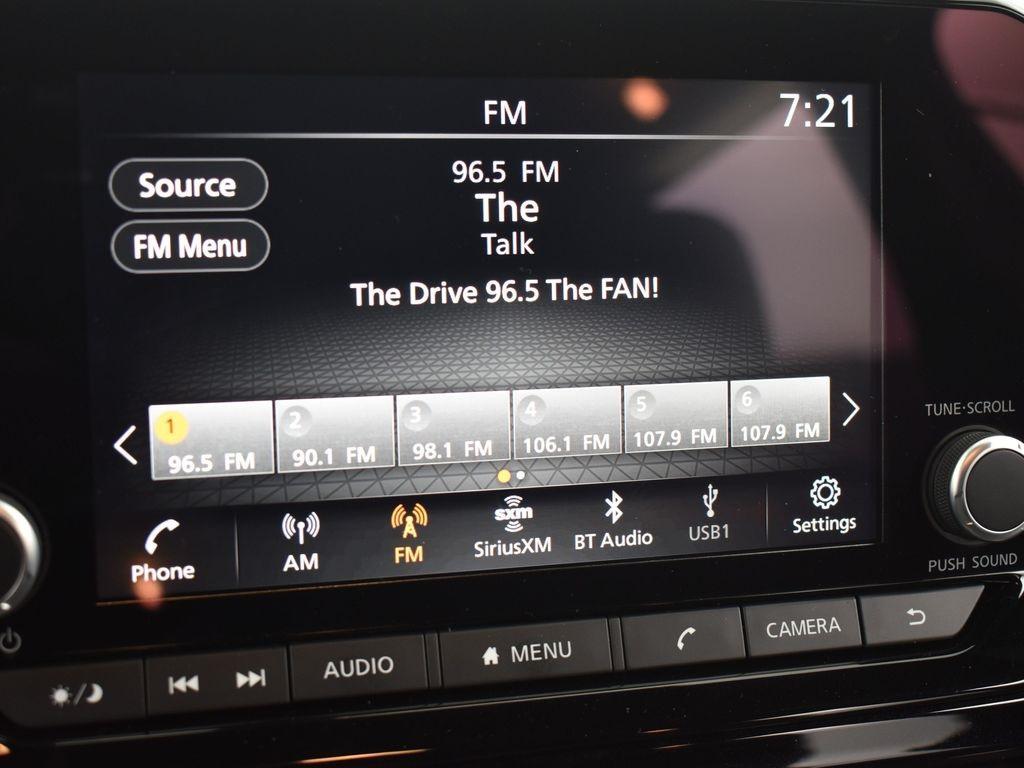 FM
7:21
Source
FM Menu
96.5 FM
The
Talk
The Drive 96.5 The FAN!
1
96.5 FM
2
90.1 FM
3
98.1 FM
4
106.1 FM
5
107.9 FM
6
107.9 FM
TUNE·SCROLL
Phone
AM
FM
sxm
SiriusXM
BT Audio
USB1
Settings
PUSH SOUND
AUDIO
MENU
CAMERA